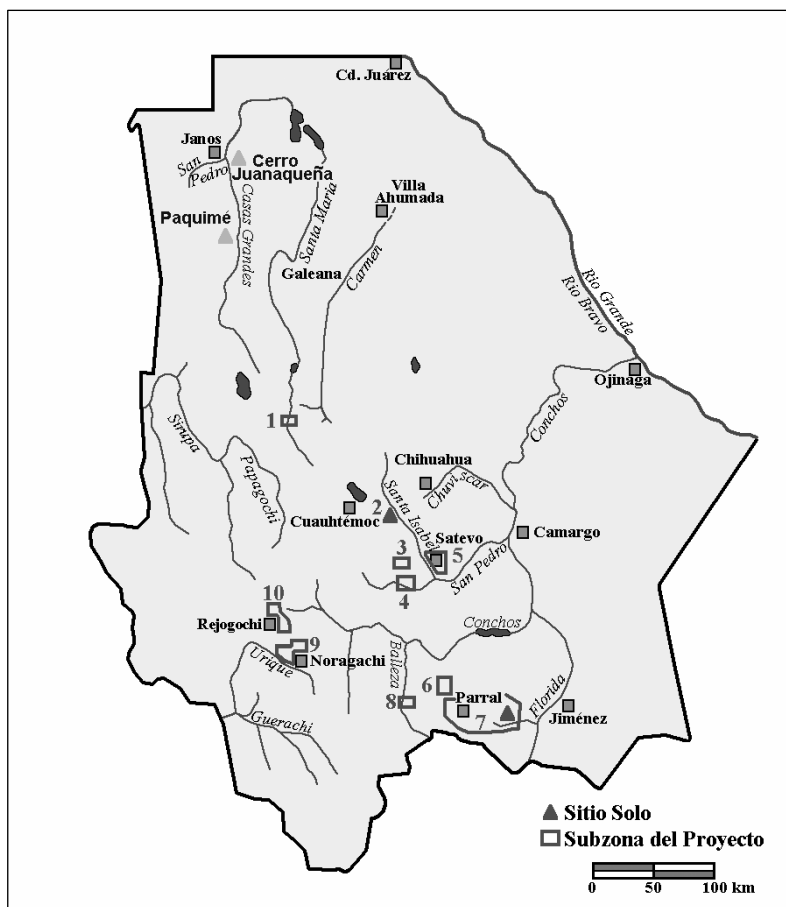 Cd. Juárez
Janos
San
Pedro
Cerro
Juanaqueña
Villa
Ahumada
Paquimé
Casas Grandes
Santa María
Galeana
Carmen
Rio Grande
Rio Bravo
Ojinaga
Conchos
1
Sirupa
Papagochi
Chihuahua
Chuviscar
Cuauhtémoc
2
Santa Isabel
Satevo
Camargo
3
5
San Pedro
4
10
Rejogochi
Conchos
9
Noragachi
Urique
Balleza
6
Parral
8
7
Florida
Jiménez
Guerachi
Sitio Solo
Subzona del Proyecto
0 50 100 km